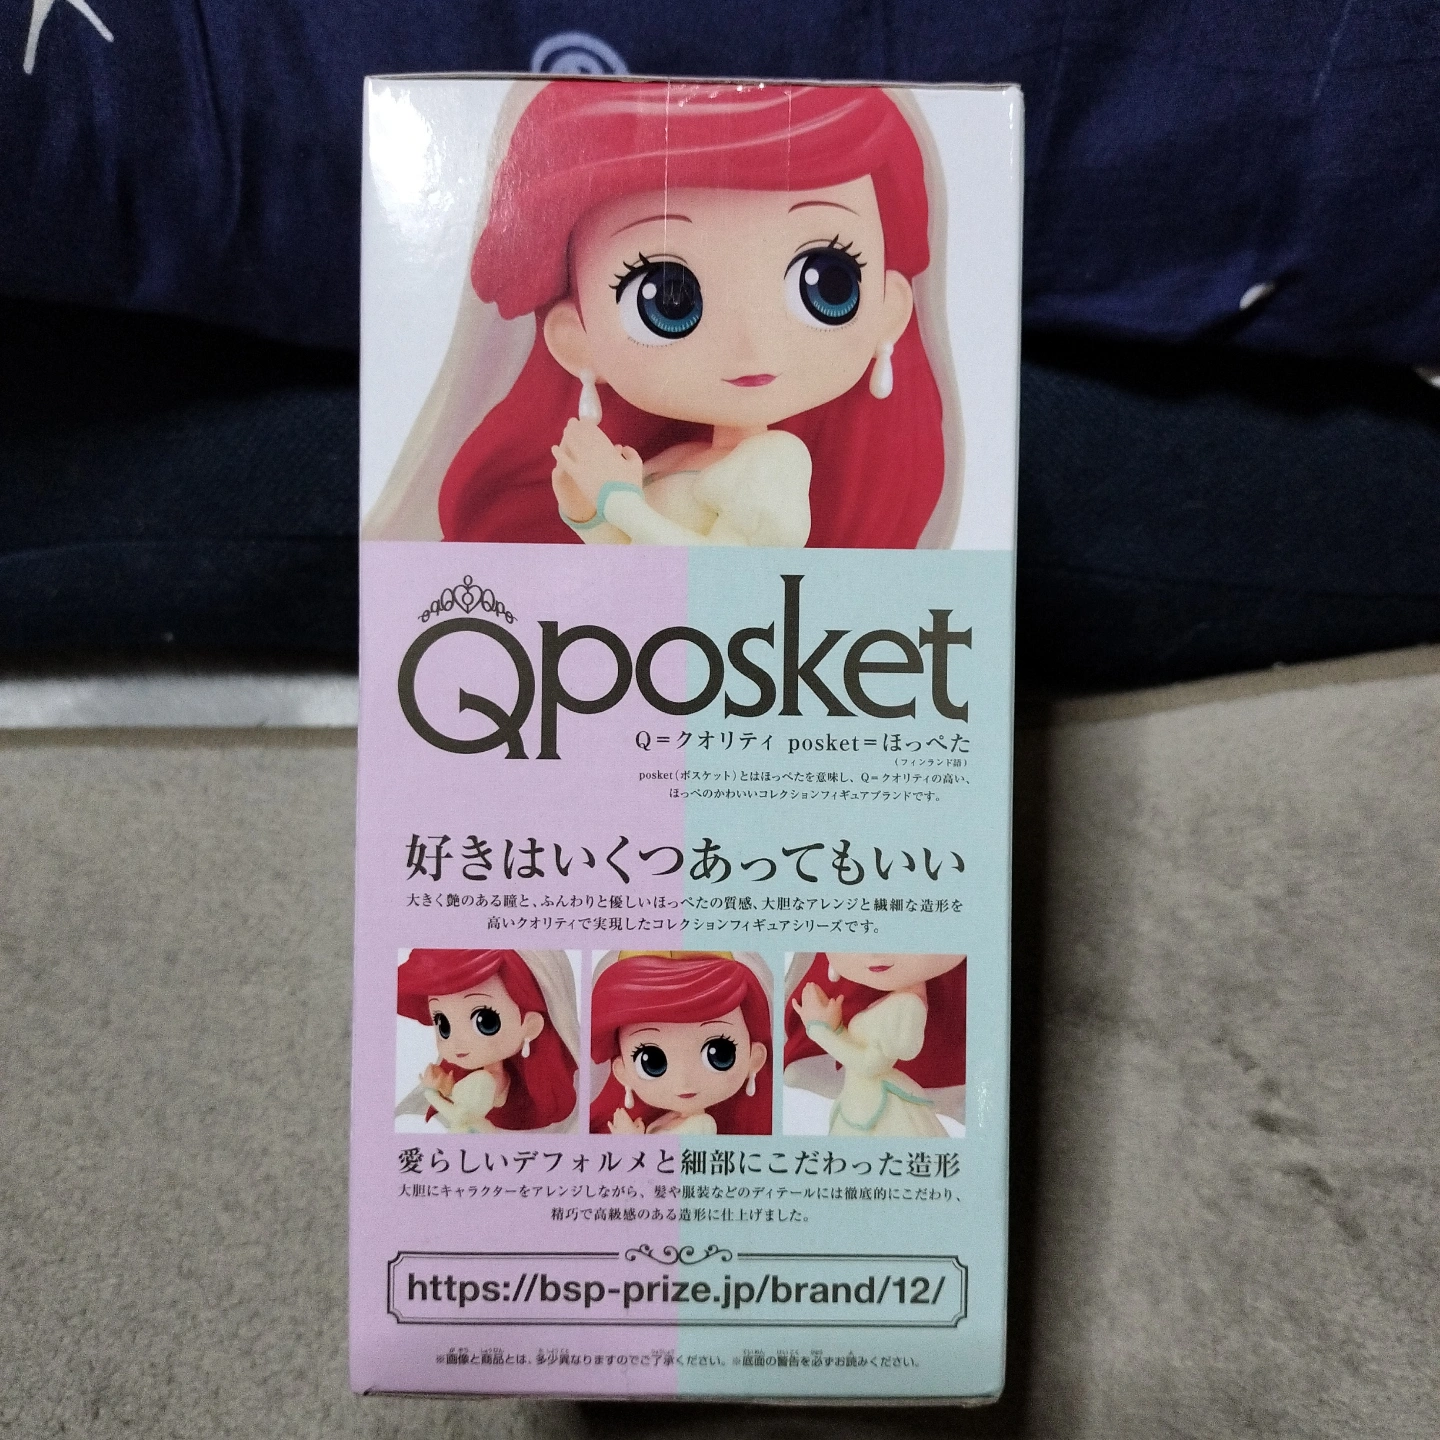 Qposket
Q=クオリティ posket=ほっぺた
(フィンランド語)
posket(ポスケット)とはほっぺたを意味し、Q=クオリティの高い、
ほっぺのかわいいコレクションフィギュアブランドです。
好きはいくつあってもいい
大きく艶のある瞳と、ふんわりと優しいほっぺたの質感、大胆なアレンジと繊細な造形を
高いクオリティで実現したコレクションフィギュアシリーズです。
愛らしいデフォルメと細部にこだわった造形
大胆にキャラクターをアレンジしながら、髪や服装などのディテールには徹底的にこだわり、
精巧で高級感のある造形に仕上げました。
https://bsp-prize.jp/brand/12/
※画像と商品とは、多少異なりますのでご了承ください。※底面の警告を必ずお読みください。